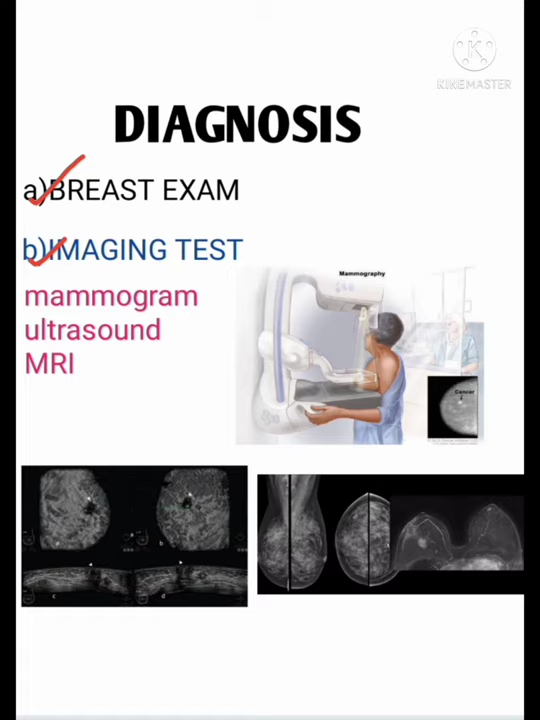 KINEMASTER
DIAGNOSIS
a)BREAST EXAM
b)IMAGING TEST
mammogram
ultrasound
MRI
Mammography
Cancer
a
b
c
d